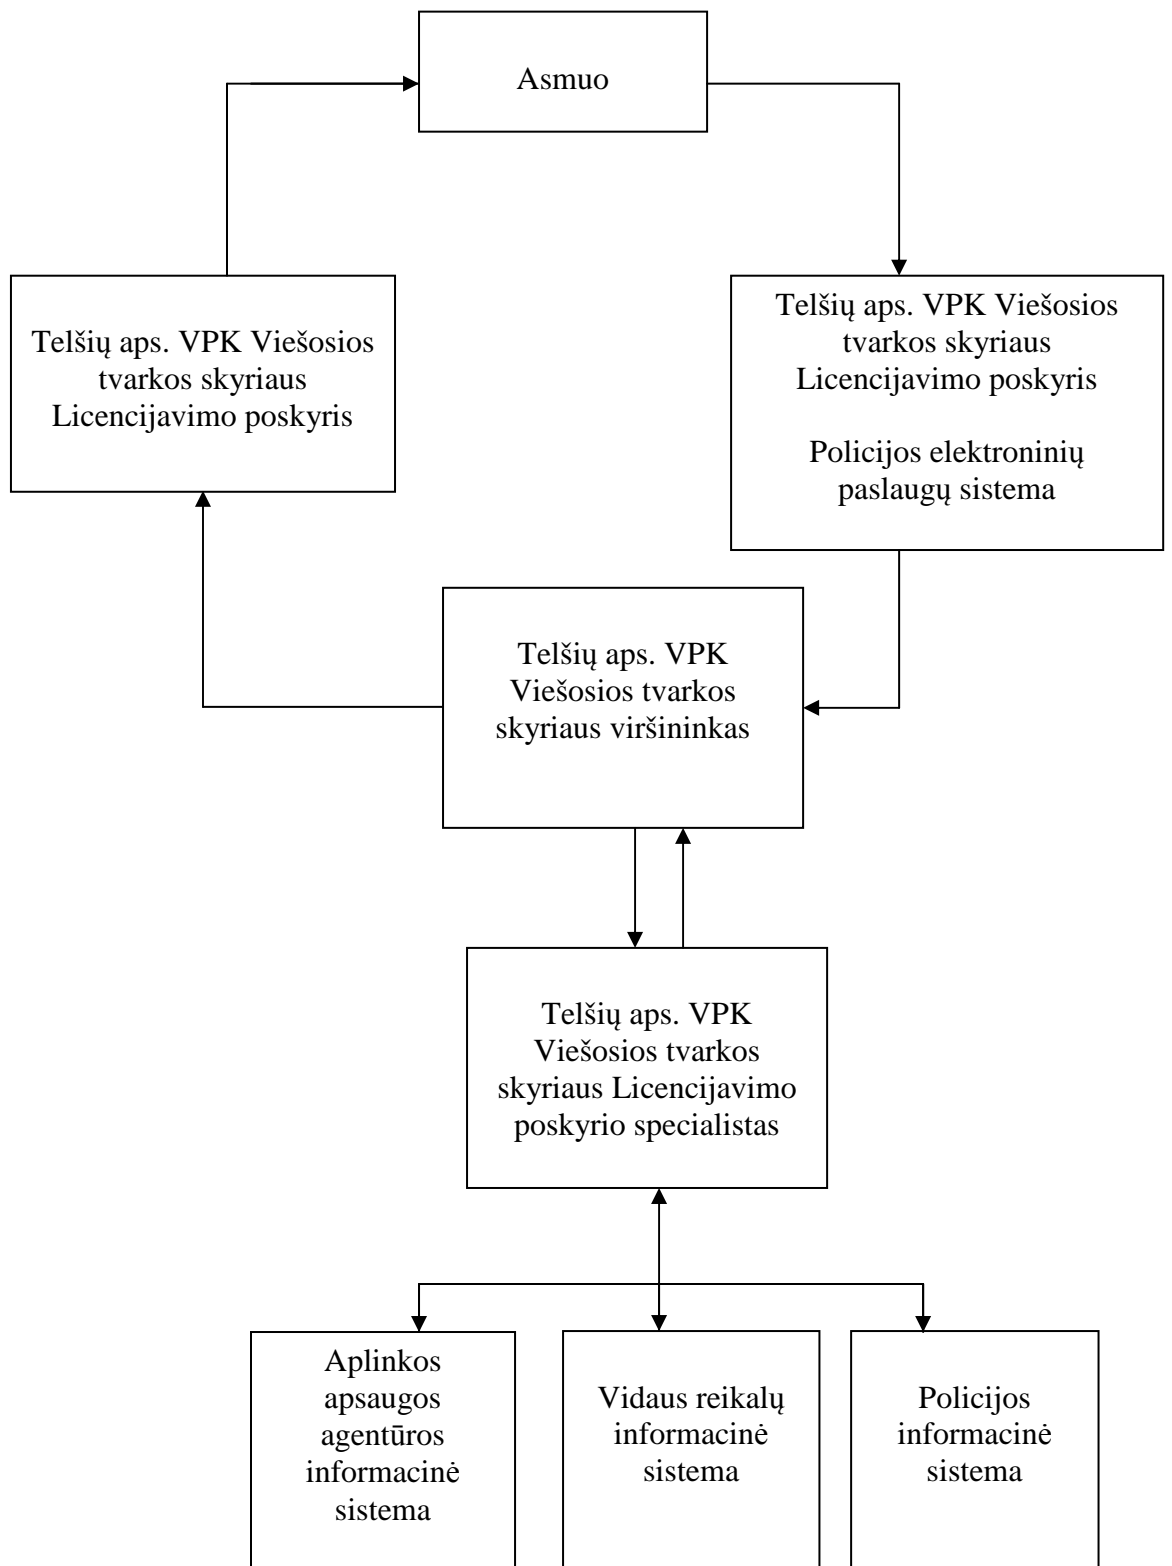 Asmuo
Telšių aps. VPK Viešosios
tvarkos skyriaus
Licencijavimo poskyris
Telšių aps. VPK Viešosios
tvarkos skyriaus
Licencijavimo poskyris
Policijos elektroninių
paslaugų sistema
Telšių aps. VPK
Viešosios tvarkos
skyriaus viršininkas
Telšių aps. VPK
Viešosios tvarkos
skyriaus Licencijavimo
poskyrio specialistas
Aplinkos
apsaugos
agentūros
informacinė
sistema
Vidaus reikalų
informacinė
sistema
Policijos
informacinė
sistema